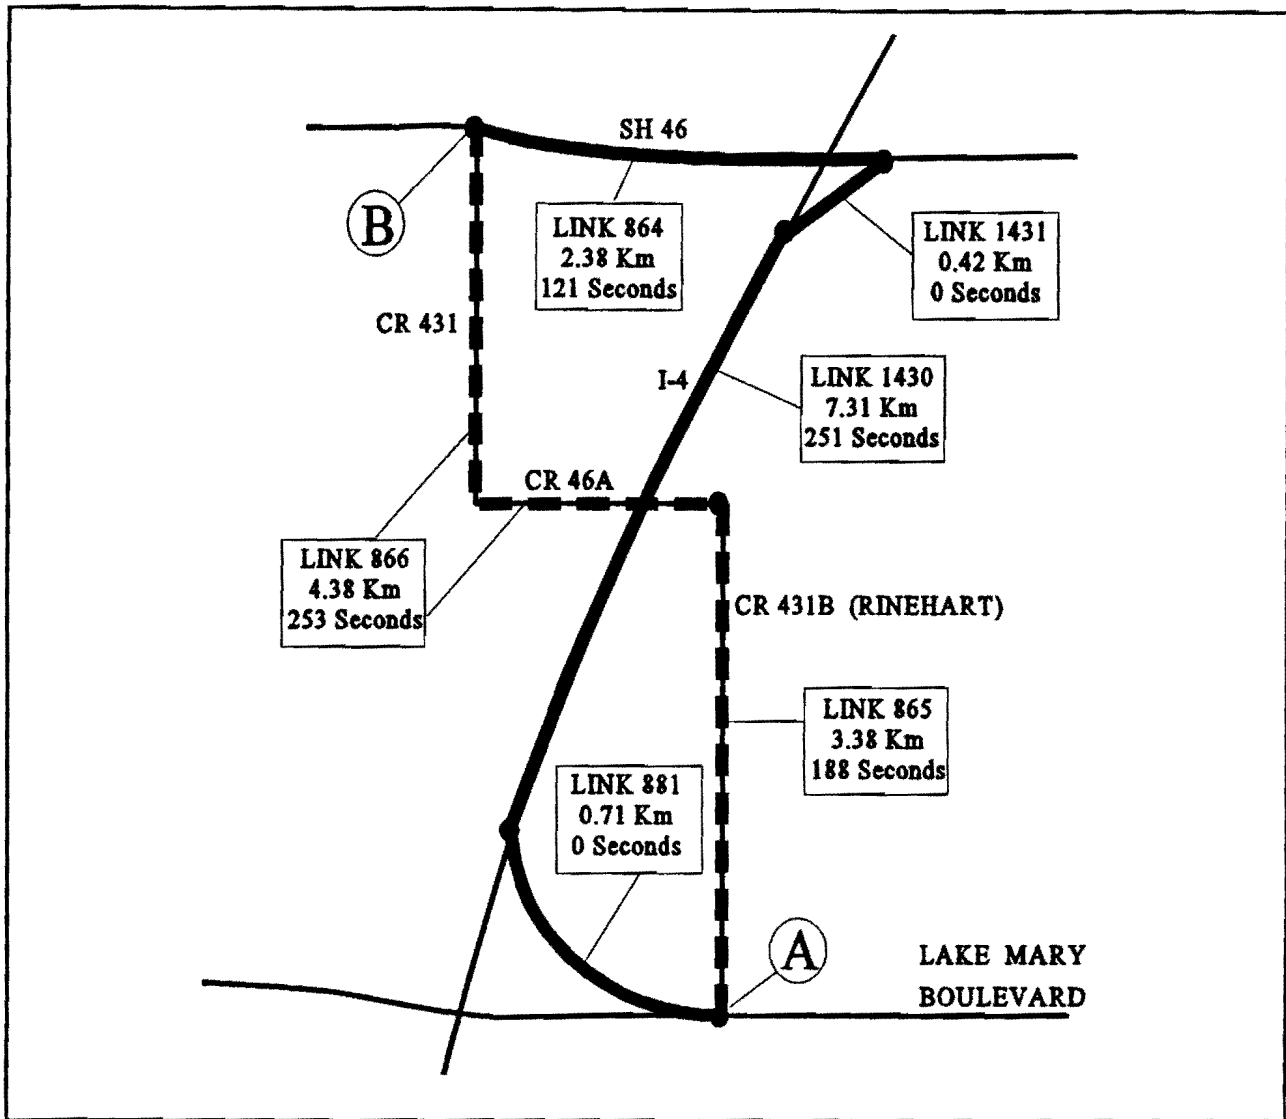 SH 46
B
LINK 864
2.38 Km
121 Seconds
LINK 1431
0.42 Km
0 Seconds
CR 431
I-4
LINK 1430
7.31 Km
251 Seconds
CR 46A
LINK 866
4.38 Km
253 Seconds
CR 431B (RINEHART)
LINK 865
3.38 Km
188 Seconds
LINK 881
0.71 Km
0 Seconds
A
LAKE MARY
BOULEVARD